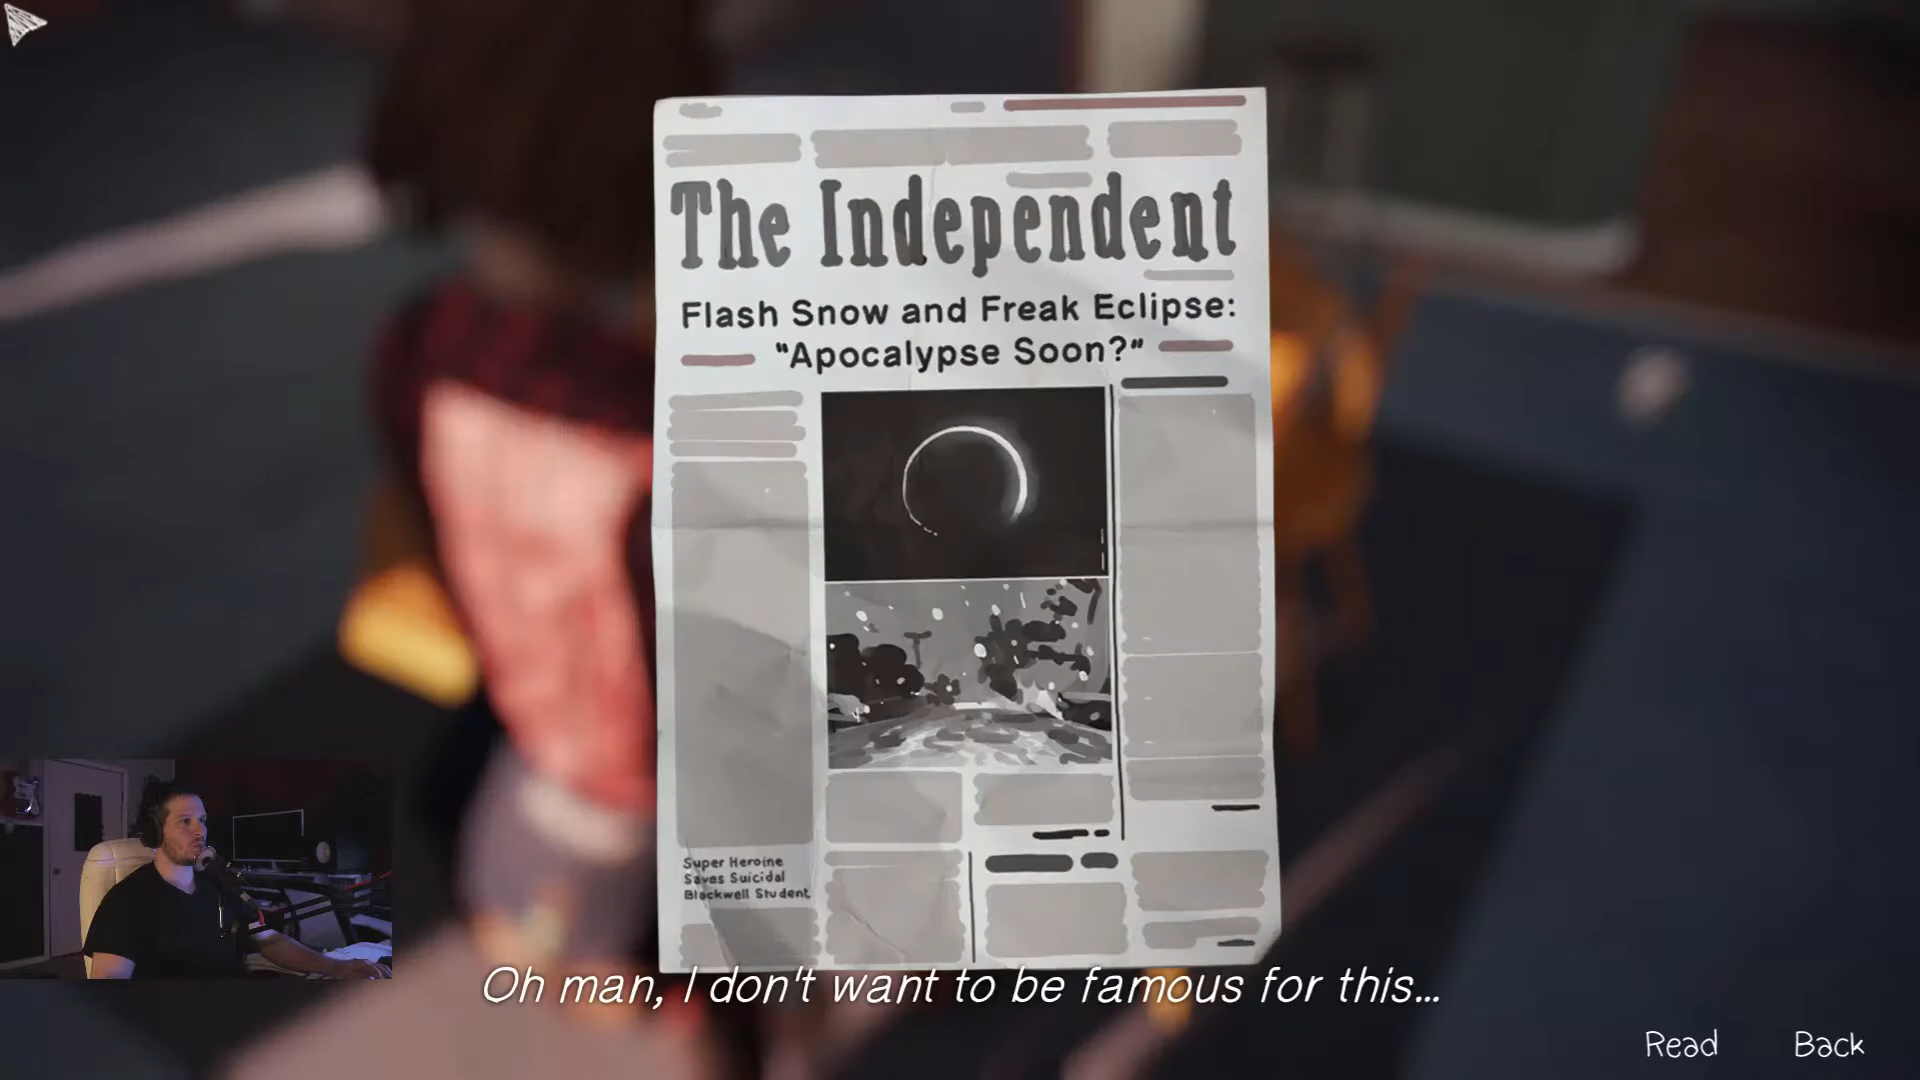 The Independent
Flash Snow and Freak Eclipse:
"Apocalypse Soon?"
Super Heroine
Saves Suicidal
Blackwell Student
Oh man, I don't want to be famous for this...
Read Back